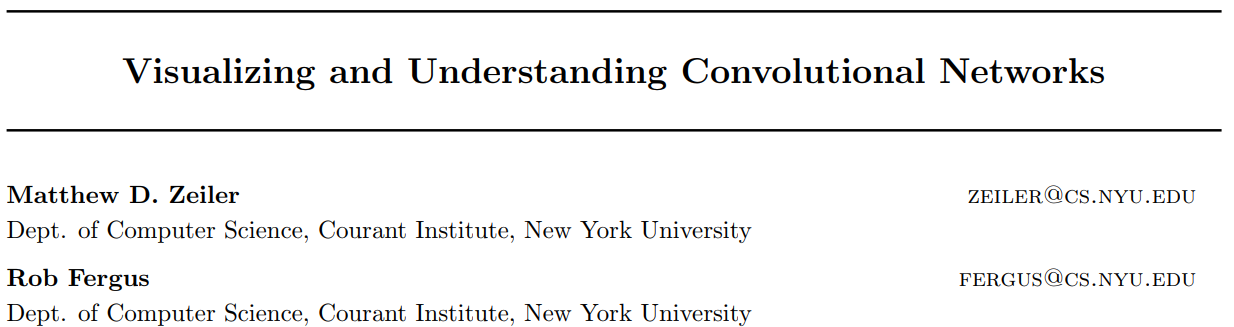 Visualizing and Understanding Convolutional Networks
Matthew D. Zeiler ZEILER@CS.NYU.EDU
Dept. of Computer Science, Courant Institute, New York University
Rob Fergus FERGUS@CS.NYU.EDU
Dept. of Computer Science, Courant Institute, New York University